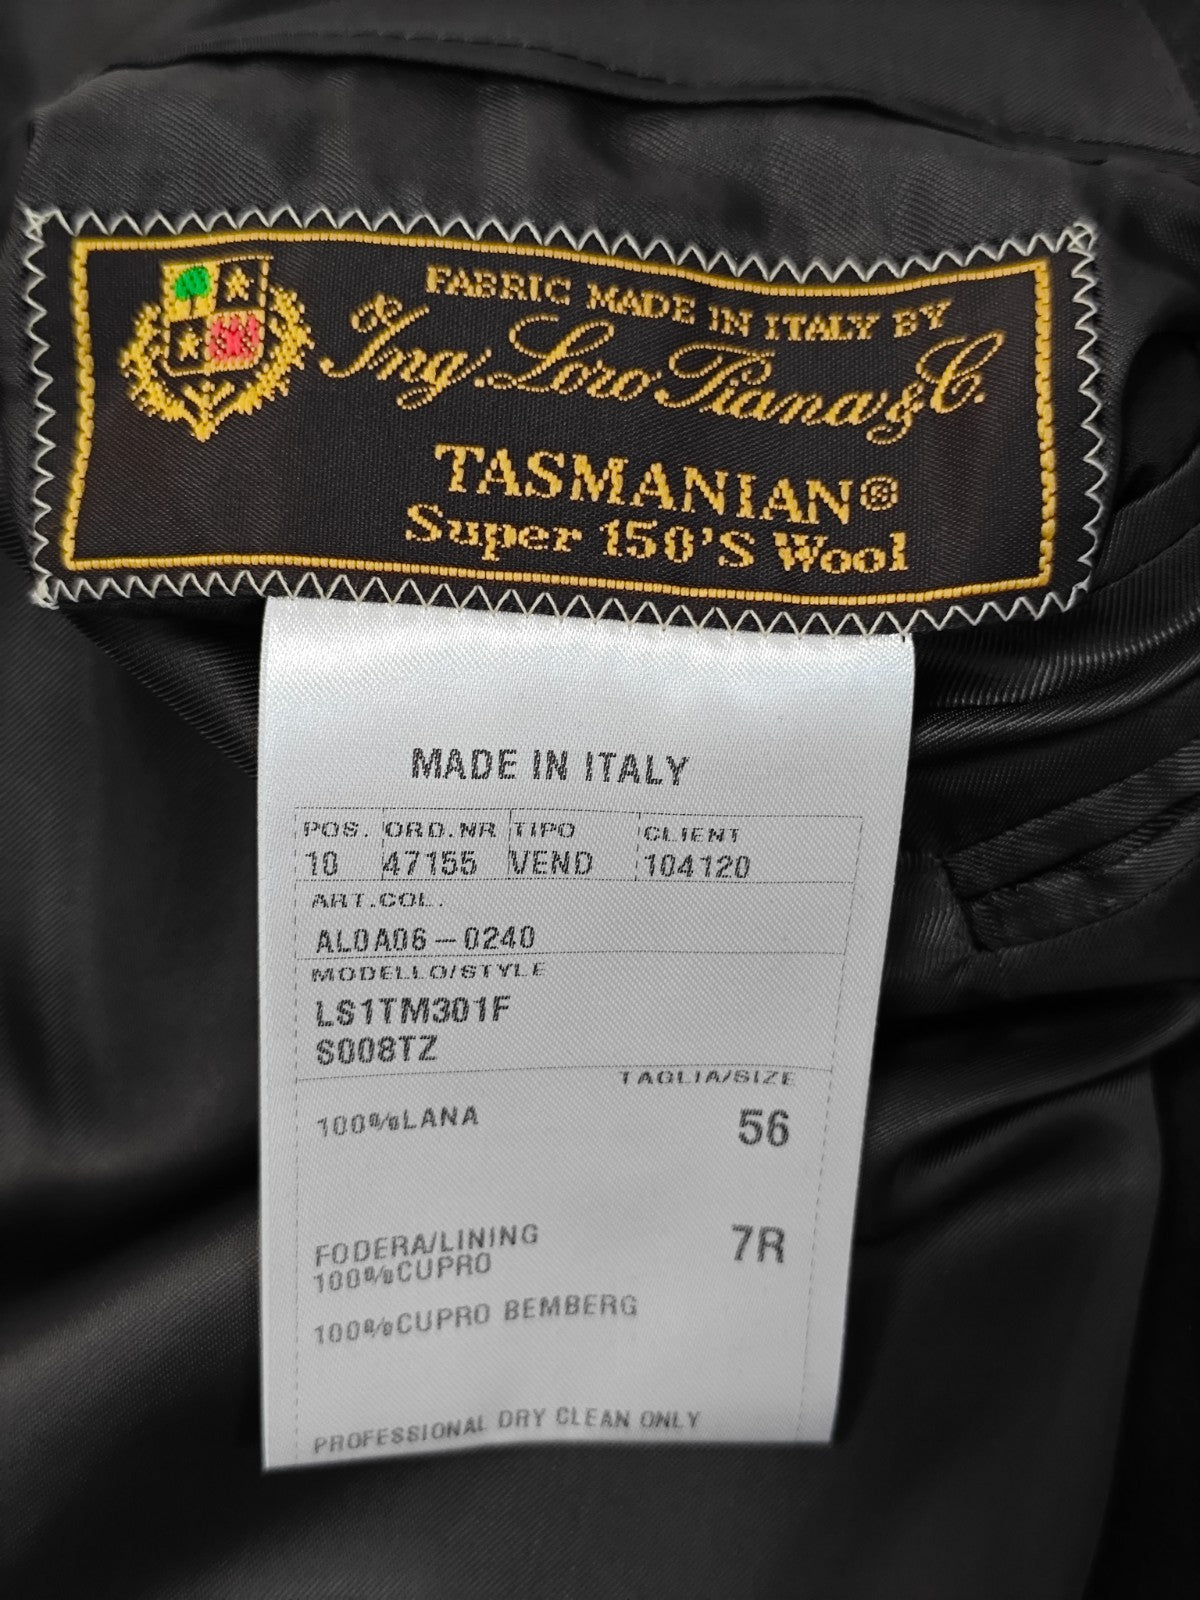 FABRIC MADE IN ITALY BY
Ing. Loro Piana & C.
TASMANIAN®
Super 150'S Wool
MADE IN ITALY
POS. ORD.NR TIPO CLIENT
10 47155 VEND 104120
ART.COL.
AL0A06-0240
MODELLO/STYLE
LS1TM301F
S008TZ
TAGLIA/SIZE
100%LANA 56
FODERA/LINING 7R
100%CUPRO
100%CUPRO BEMBERG
PROFESSIONAL DRY CLEAN ONLY